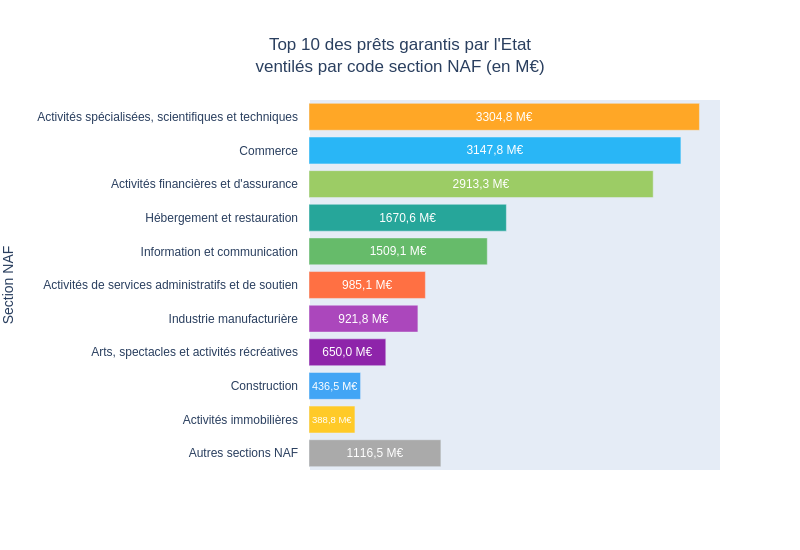 Top 10 des prêts garantis par l'Etat
ventilés par code section NAF (en M€)
Section NAF
Activités spécialisées, scientifiques et techniques 3304,8 M€
Commerce 3147,8 M€
Activités financières et d'assurance 2913,3 M€
Hébergement et restauration 1670,6 M€
Information et communication 1509,1 M€
Activités de services administratifs et de soutien 985,1 M€
Industrie manufacturière 921,8 M€
Arts, spectacles et activités récréatives 650,0 M€
Construction 436,5 M€
Activités immobilières 388,8 M€
Autres sections NAF 1116,5 M€